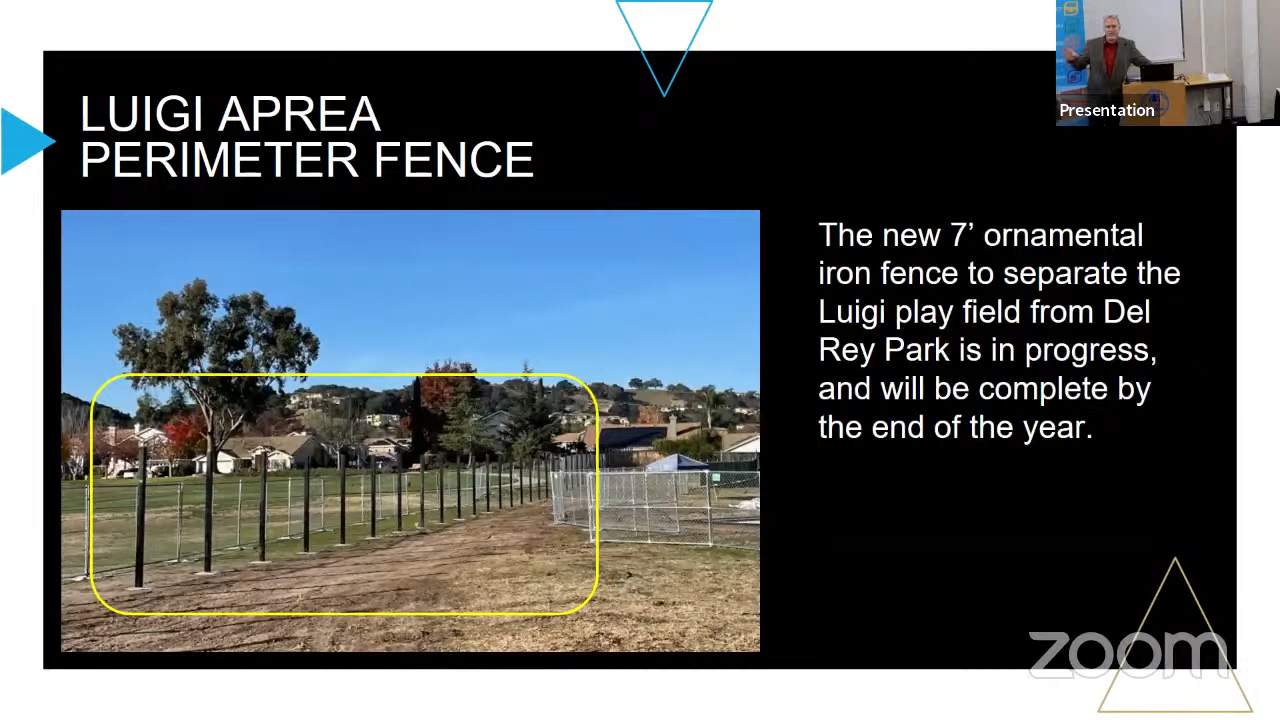 LUIGI APREA
PERIMETER FENCE
Presentation
The new 7’ ornamental
iron fence to separate the
Luigi play field from Del
Rey Park is in progress,
and will be complete by
the end of the year.
zoom